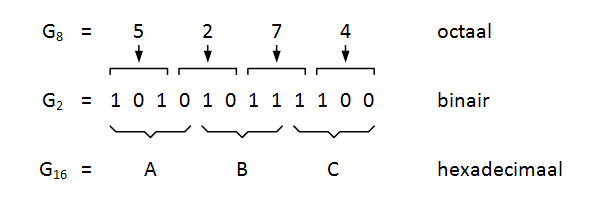 G₈ = 5 2 7 4 octaal
G₂ = 1 0 1 0 1 0 1 1 1 1 0 0 binair
G₁₆ = A B C hexadecimaal